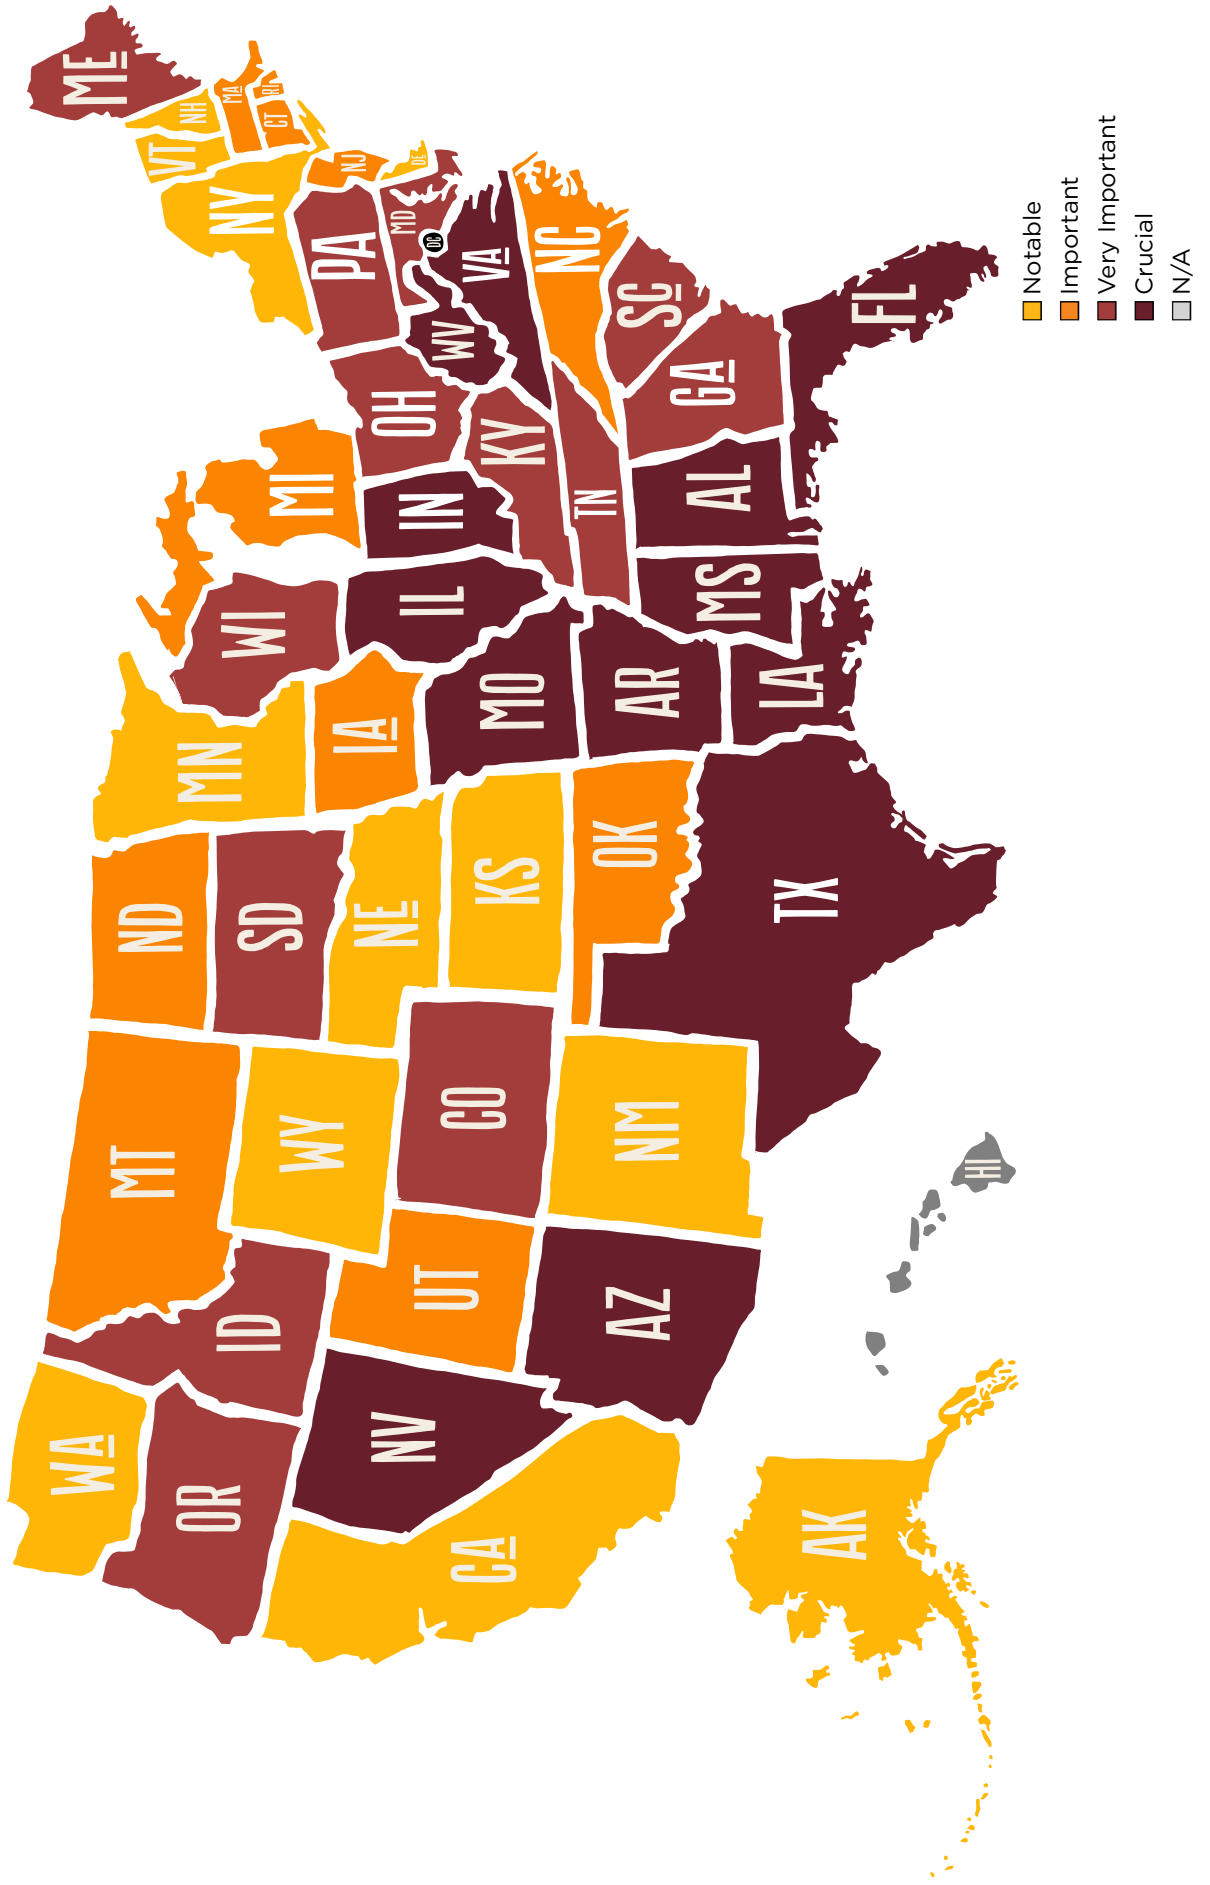 WA
OR
CA
NV
ID
MT
WY
UT
AZ
CO
NM
ND
SD
NE
KS
OK
TX
MN
IA
MO
AR
LA
WI
IL
MS
MI
IN
KY
TN
AL
OH
WV
GA
FL
PA
VA
NC
SC
MD
DC
DE
NJ
NY
VT
NH
ME
MA
CT
RI
AK
HI
Notable
Important
Very Important
Crucial
N/A